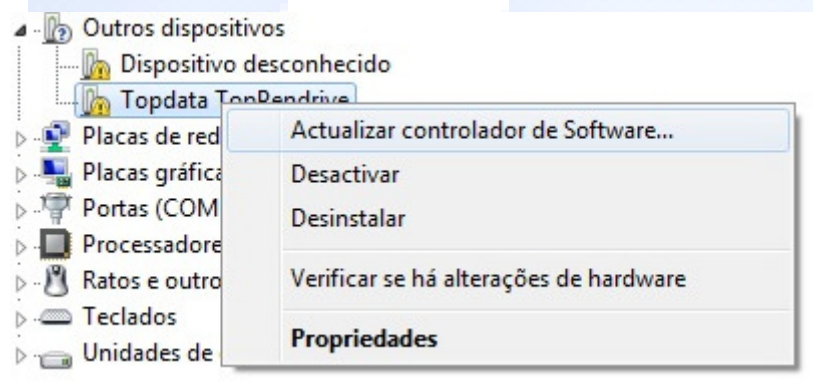 Outros dispositivos
Dispositivo desconhecido
Topdata TopPendrive
Actualizar controlador de Software...
Placas de red
Placas gráfica
Desactivar
Portas (COM
Desinstalar
Processadore
Ratos e outro
Verificar se há alterações de hardware
Teclados
Propriedades
Unidades de